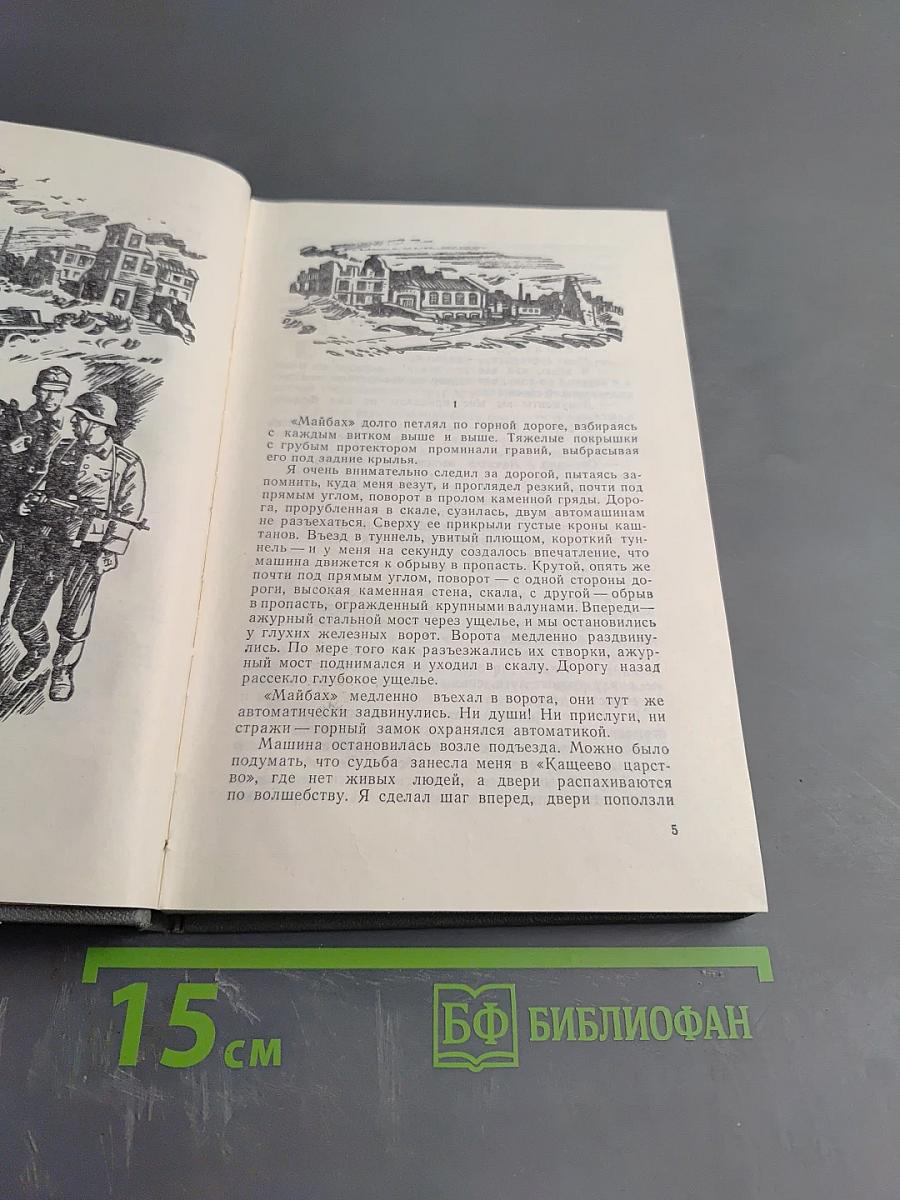 1
«Майбах» долго петлял по горной дороге, взбираясь
с каждым витком выше и выше. Тяжелые покрышки
с грубым протектором проминали гравий, выбрасывая
его под задние крылья.
Я очень внимательно следил за дорогой, пытаясь за-
помнить, куда меня везут, и проглядел резкий, почти под
прямым углом, поворот в пролом каменной гряды. Доро-
га, прорубленная в скале, сузилась, двум автомашинам
не разъехаться. Сверху ее прикрыли густые кроны каш-
танов. Въезд в туннель, увитый плющом, короткий тун-
нель — и у меня на секунду создалось впечатление, что
машина движется к обрыву в пропасть. Крутой, опять же
почти под прямым углом, поворот — с одной стороны до-
роги, высокая каменная стена, скала, с другой — обрыв
в пропасть, огражденный крупными валунами. Впереди—
ажурный стальной мост через ущелье, и мы остановились
у глухих железных ворот. Ворота медленно раздвину-
лись. По мере того как разъезжались их створки, ажур-
ный мост поднимался и уходил в скалу. Дорогу назад
рассекло глубокое ущелье.
«Майбах» медленно въехал в ворота, они тут же
автоматически задвинулись. Ни души! Ни прислуги, ни
стражи — горный замок охранялся автоматикой.
Машина остановилась возле подъезда. Можно было
подумать, что судьба занесла меня в «Кащеево царст-
во», где нет живых людей, а двери распахиваются
по волшебству. Я сделал шаг вперед, двери поползли
5
15 см
БФ БИБЛИОФАН